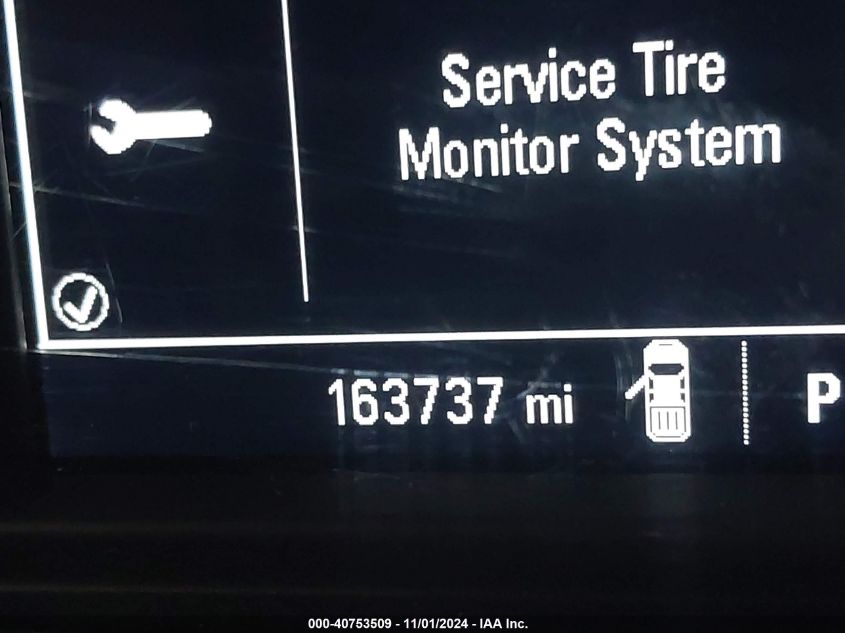 Service Tire
Monitor System
163737 mi
P
000-40753509 - 11/01/2024 - IAA Inc.